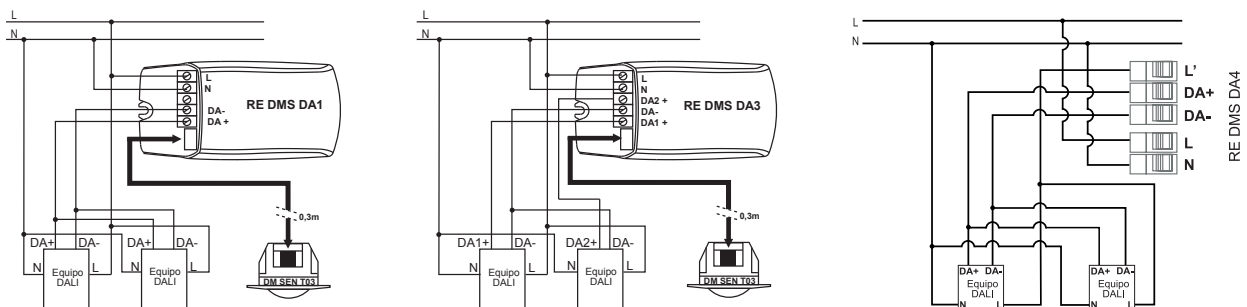 L
N
L
N
DA-
DA +
RE DMS DA1
0,3m
DA+ DA- DA+ DA-
N Equipo DALI L N Equipo DALI L
DM SEN T03
L
N
L
N
DA2 +
DA-
DA1 +
RE DMS DA3
0,3m
DA1+ DA- DA2+ DA-
N Equipo DALI L N Equipo DALI L
DM SEN T03
L
N
L'
DA+
DA-
L
N
RE DMS DA4
DA+ DA- DA+ DA-
Equipo DALI Equipo DALI
N L N L